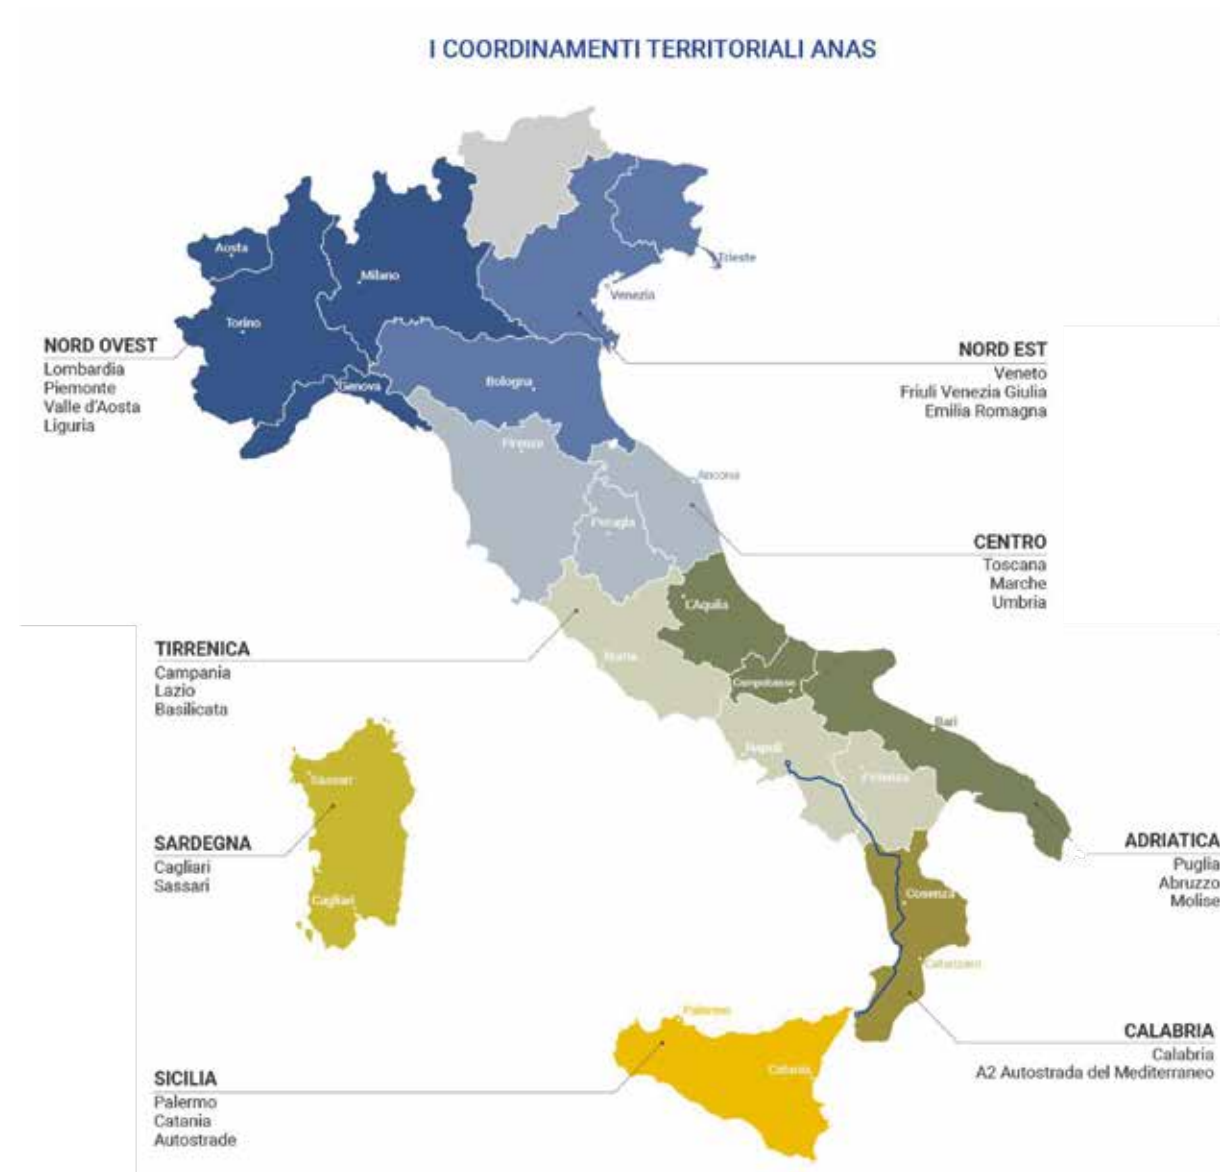 I COORDINAMENTI TERRITORIALI ANAS
Aosta
Milano
Torino
Genova
Trieste
Venezia
Bologna
NORD OVEST
Lombardia
Piemonte
Valle d'Aosta
Liguria
NORD EST
Veneto
Friuli Venezia Giulia
Emilia Romagna
Firenze
Ancona
Perugia
CENTRO
Toscana
Marche
Umbria
L'Aquila
TIRRENICA
Campania
Lazio
Basilicata
Roma
Campobasso
Bari
Napoli
Potenza
Sassari
Cagliari
SARDEGNA
Cagliari
Sassari
ADRIATICA
Puglia
Abruzzo
Molise
Cosenza
Catanzaro
CALABRIA
Calabria
A2 Autostrada del Mediterraneo
Palermo
Catania
SICILIA
Palermo
Catania
Autostrade